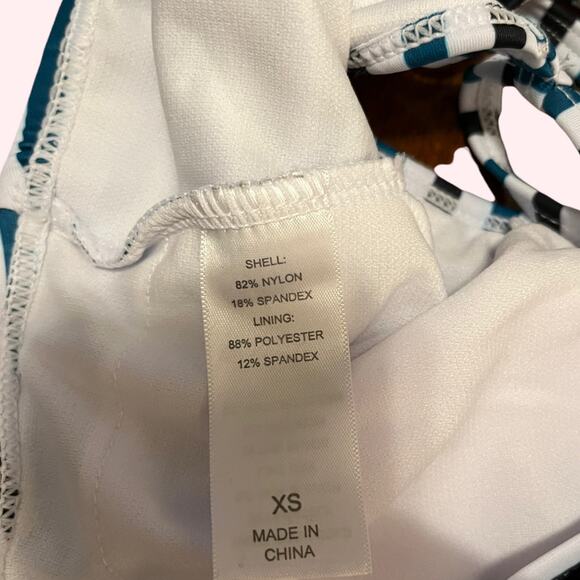 SHELL:
82% NYLON
18% SPANDEX
LINING:
88% POLYESTER
12% SPANDEX
XS
MADE IN
CHINA